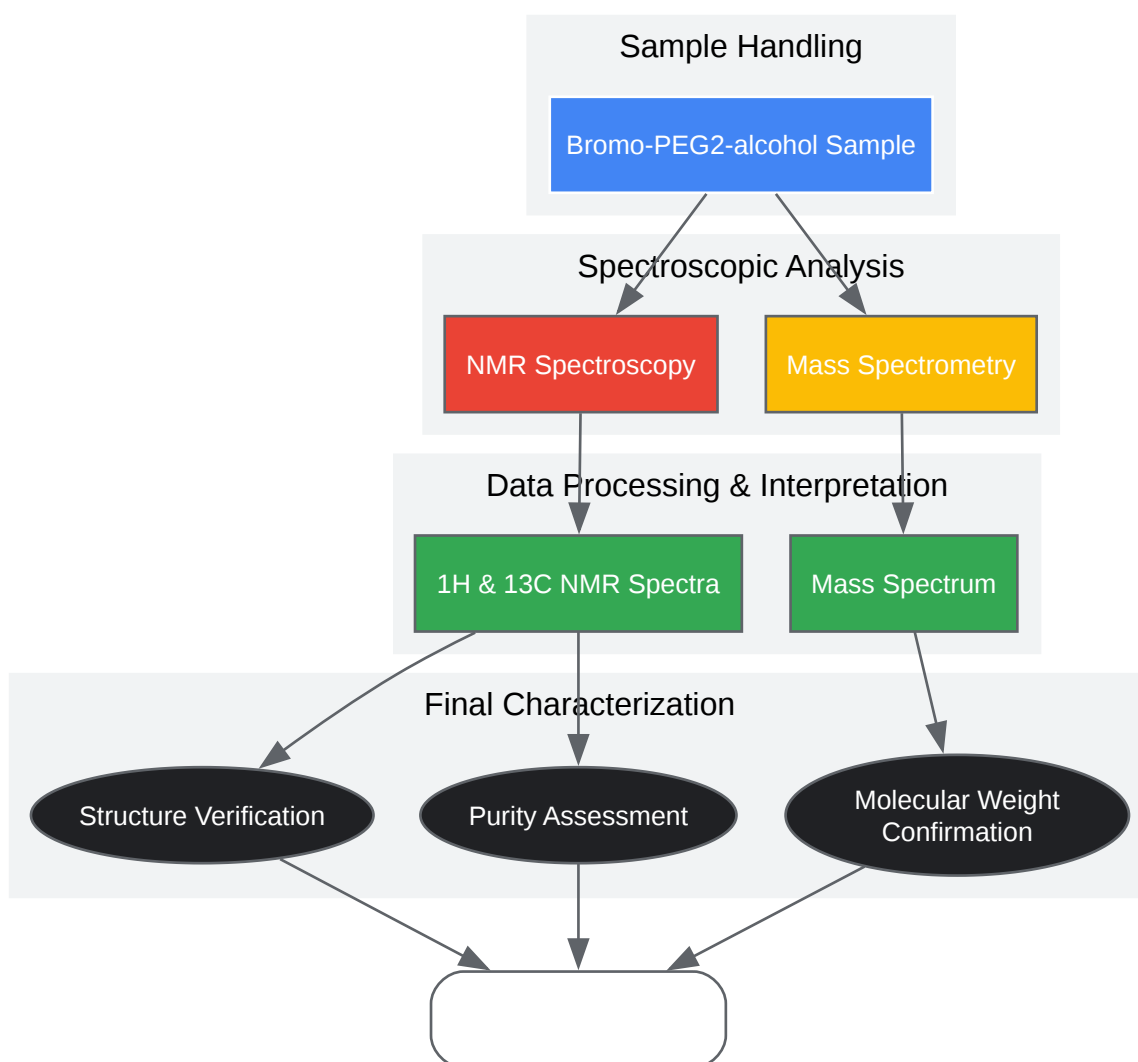 Sample Handling
Bromo-PEG2-alcohol Sample
Spectroscopic Analysis
NMR Spectroscopy
Mass Spectrometry
Data Processing & Interpretation
1H & 13C NMR Spectra
Mass Spectrum
Final Characterization
Structure Verification
Purity Assessment
Molecular Weight
Confirmation